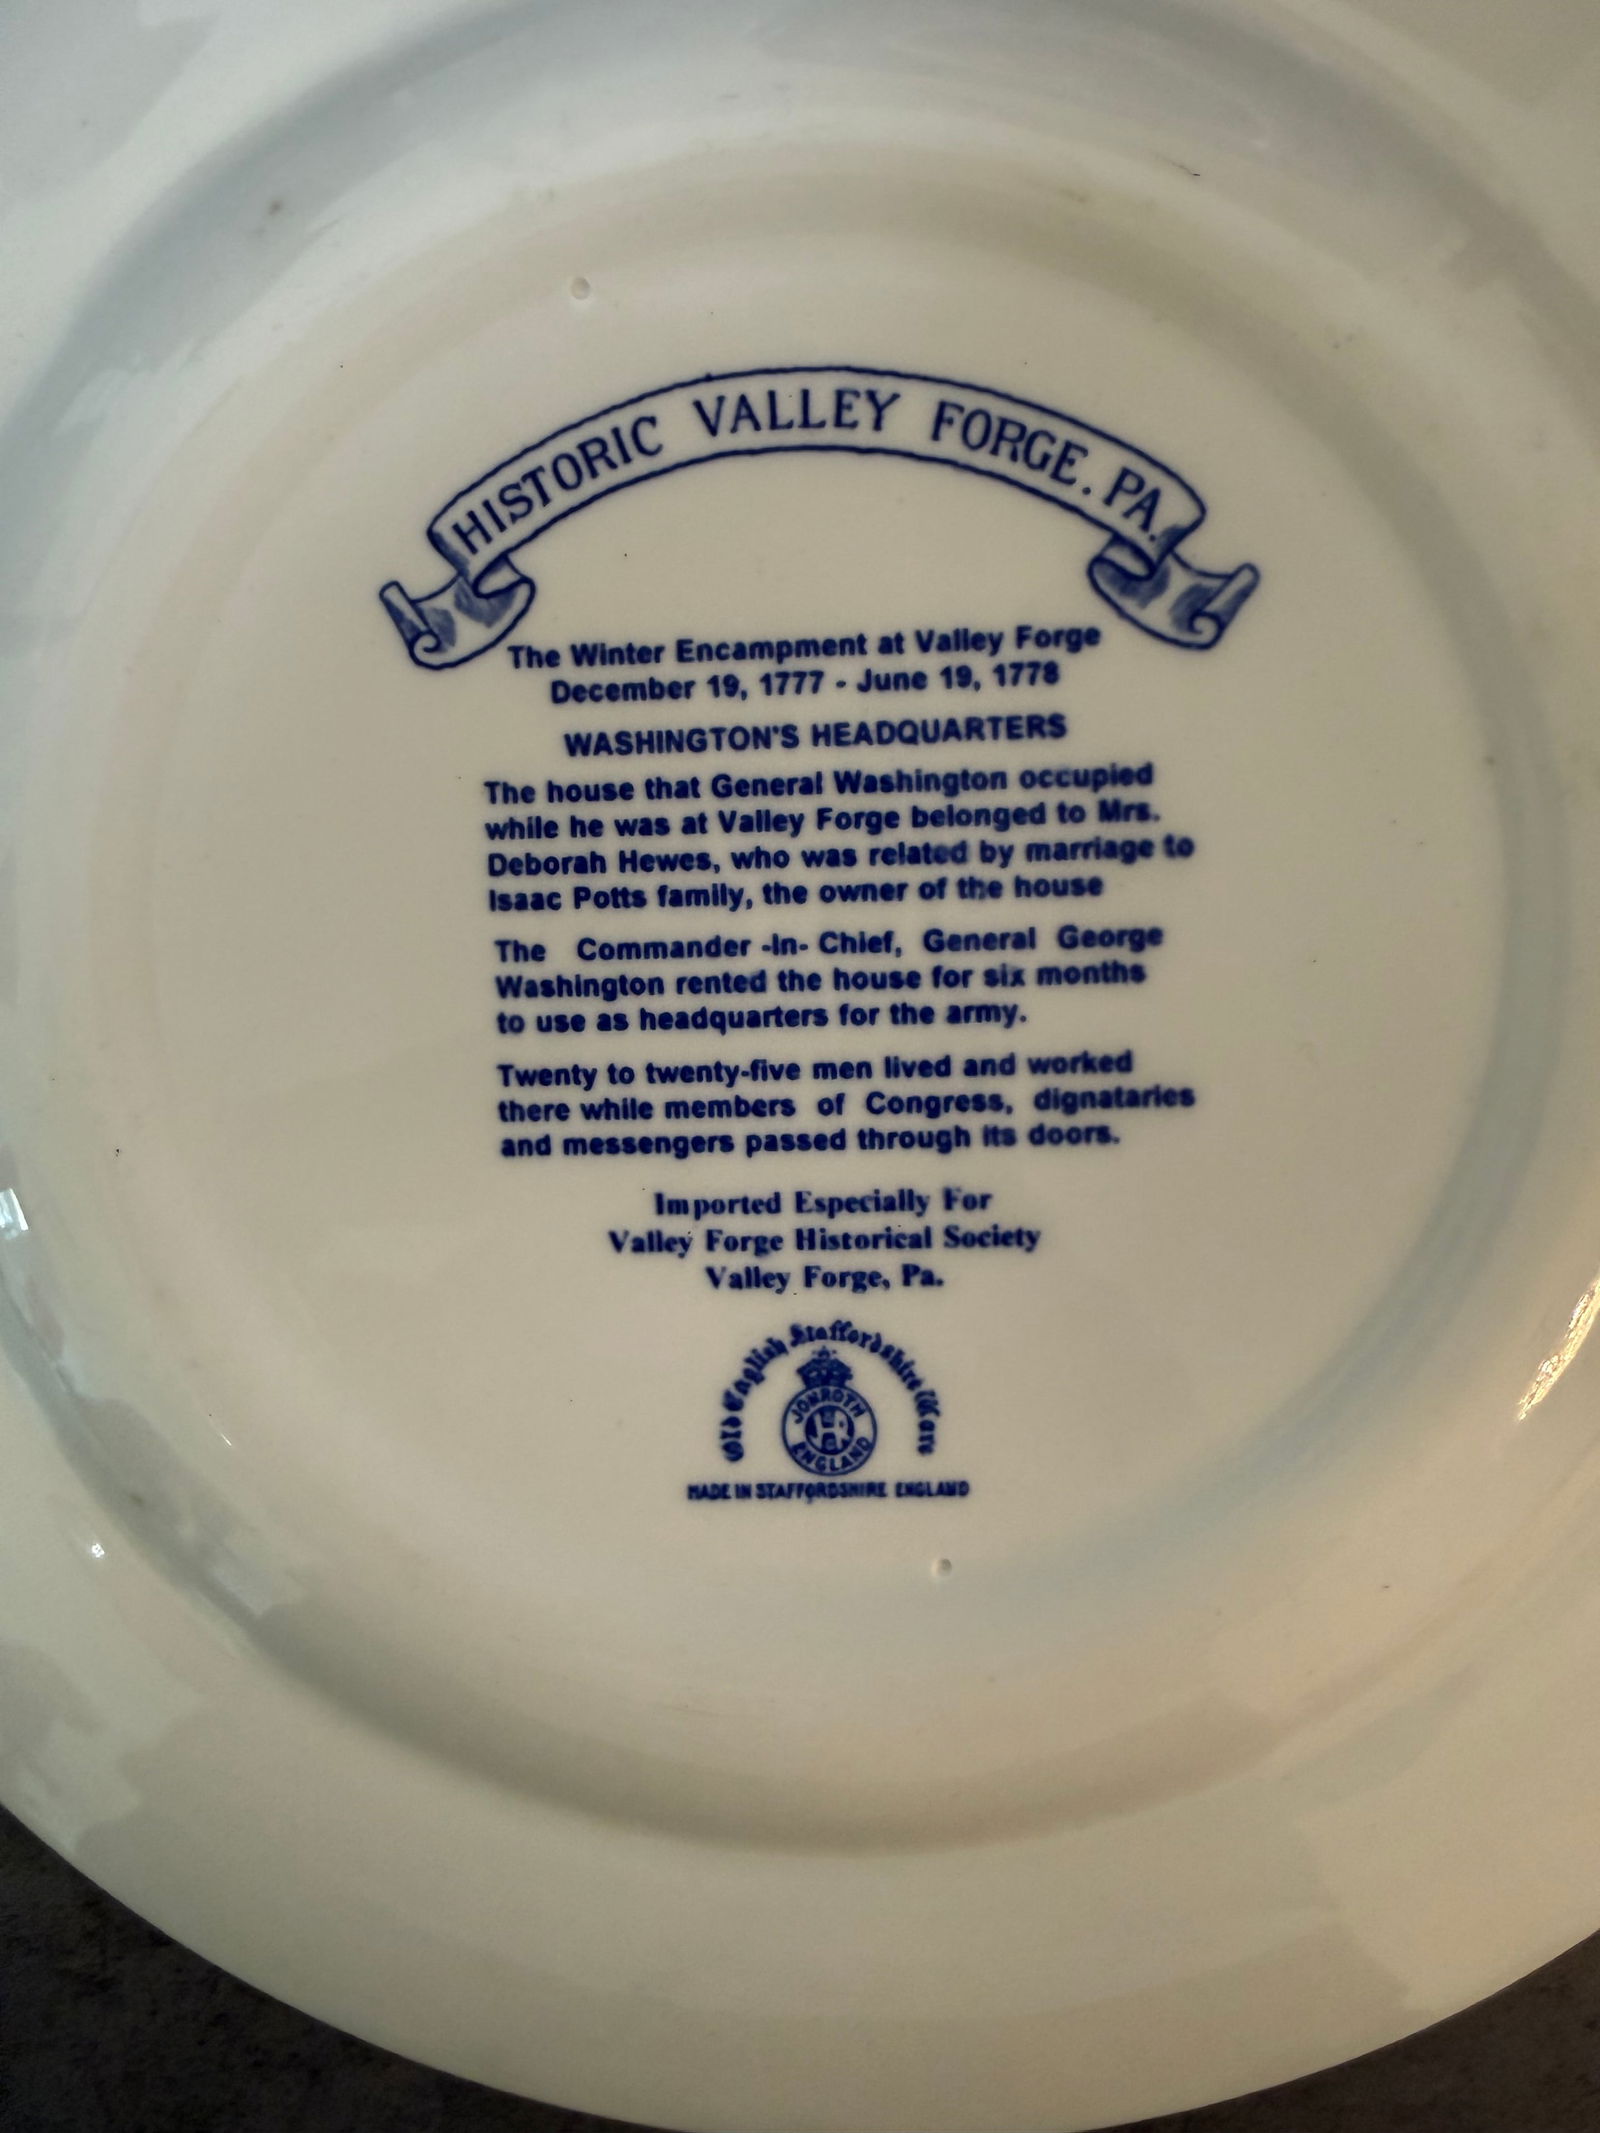 HISTORIC VALLEY FORGE. PA.
The Winter Encampment at Valley Forge
December 19, 1777 - June 19, 1778
WASHINGTON'S HEADQUARTERS
The house that General Washington occupied
while he was at Valley Forge belonged to Mrs.
Deborah Hewes, who was related by marriage to
Isaac Potts family, the owner of the house
The Commander -In- Chief, General George
Washington rented the house for six months
to use as headquarters for the army.
Twenty to twenty-five men lived and worked
there while members of Congress, dignataries
and messengers passed through its doors.
Imported Especially For
Valley Forge Historical Society
Valley Forge, Pa.
Old English Staffordshire Ware
JONROTH
ENGLAND
MADE IN STAFFORDSHIRE ENGLAND